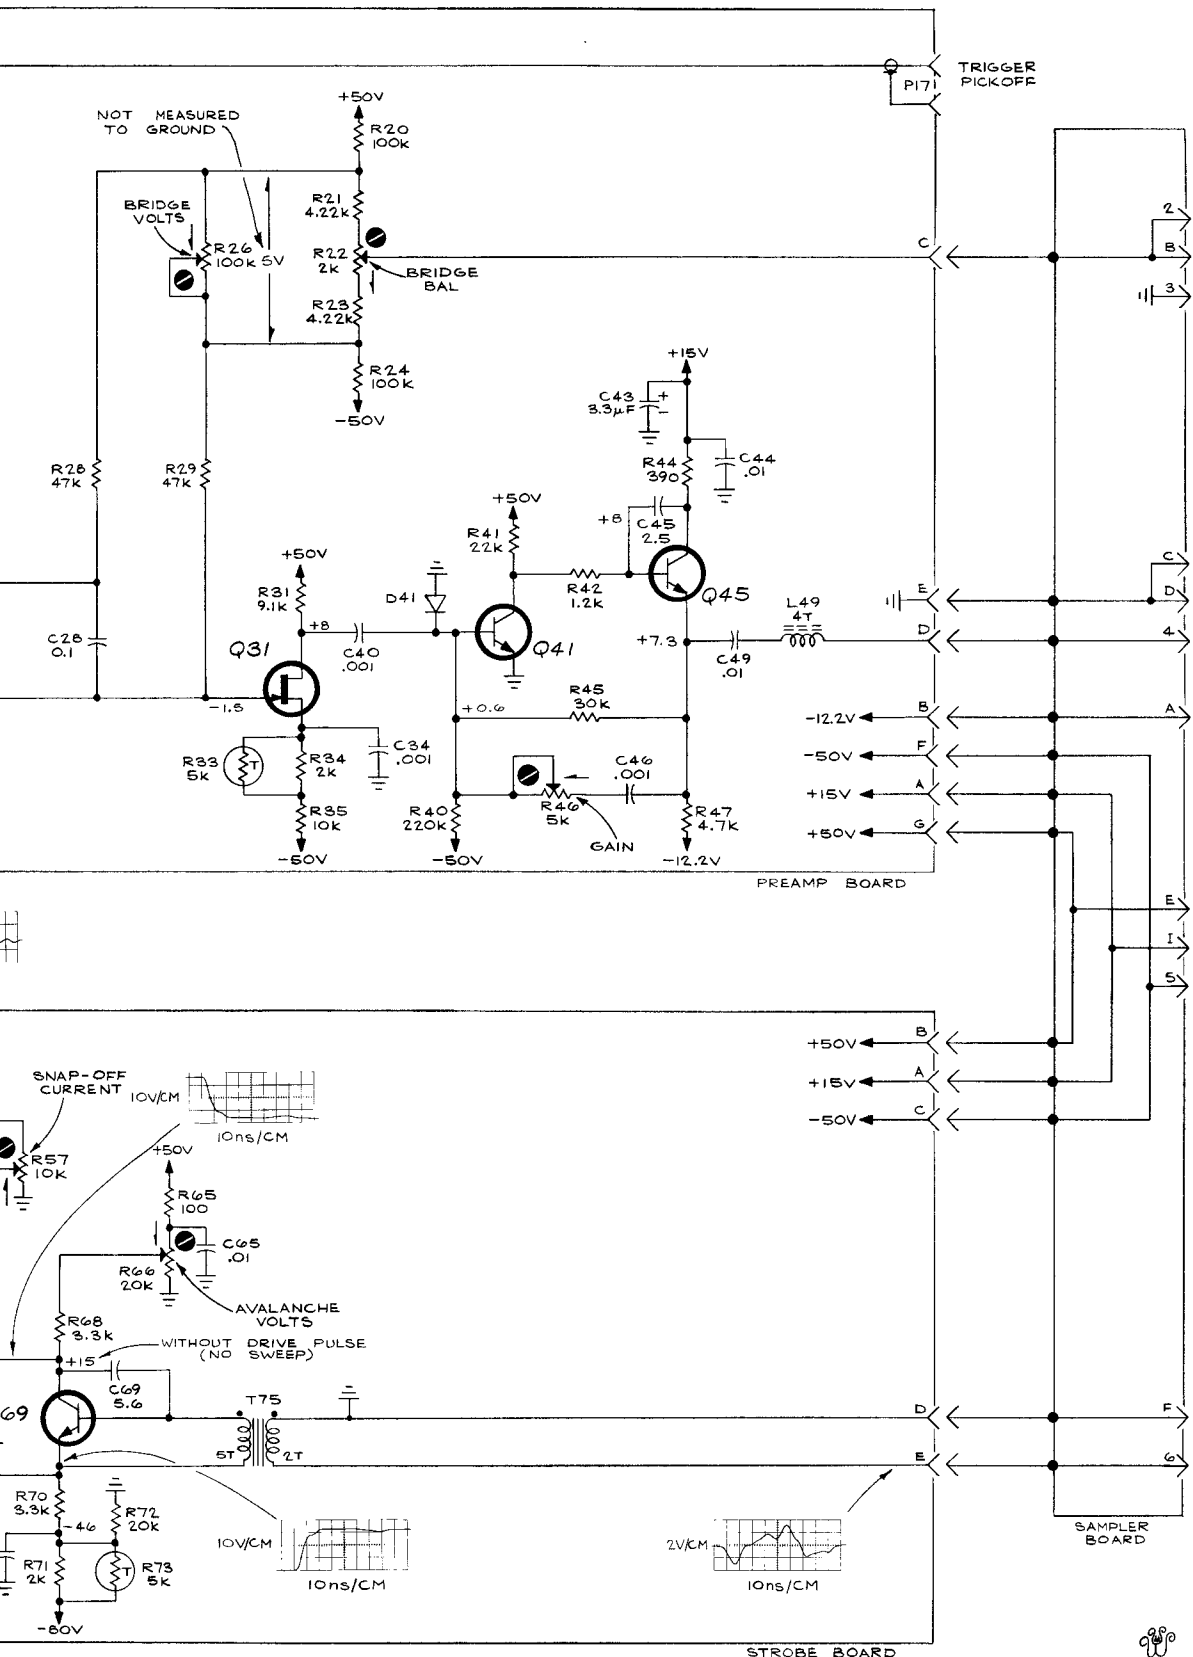 TRIGGER
PICKOFF
P17
NOT MEASURED
TO GROUND
+50V
R20
100k
BRIDGE
VOLTS
R21
4.22k
R26
100k
5V
R22
2k
BRIDGE
BAL
C
R23
4.22k
R24
100k
-50V
2
B
3
+15V
C43
3.3µF
+
-
R28
47k
R29
47k
R44
390
C44
.01
+50V
+8
C45
2.5
R41
22k
+50V
R31
9.1k
D41
R42
1.2k
Q45
L49
4T
E
C
D
C28
0.1
Q31
+8
C40
.001
Q41
+7.3
C49
.01
D
4
-1.5
+0.6
R45
30k
-12.2V
B
A
R33
5k
T
R34
2k
C34
.001
C46
.001
-50V
F
R35
10k
R40
220k
R46
5k
GAIN
R47
4.7k
+15V
A
+50V
G
-50V
-50V
-12.2V
PREAMP BOARD
E
I
5
+50V
B
+15V
A
-50V
C
SNAP-OFF
CURRENT
10V/CM
10ns/CM
R57
10k
+50V
R65
100
C65
.01
R66
20k
AVALANCHE
VOLTS
R68
3.3k
WITHOUT DRIVE PULSE
(NO SWEEP)
+15
C69
5.6
69
T75
5T
2T
D
F
E
6
R70
3.3k
-46
R72
20k
R71
2k
T
R73
5k
-80V
10V/CM
10ns/CM
2V/CM
10ns/CM
SAMPLER
BOARD
STROBE BOARD